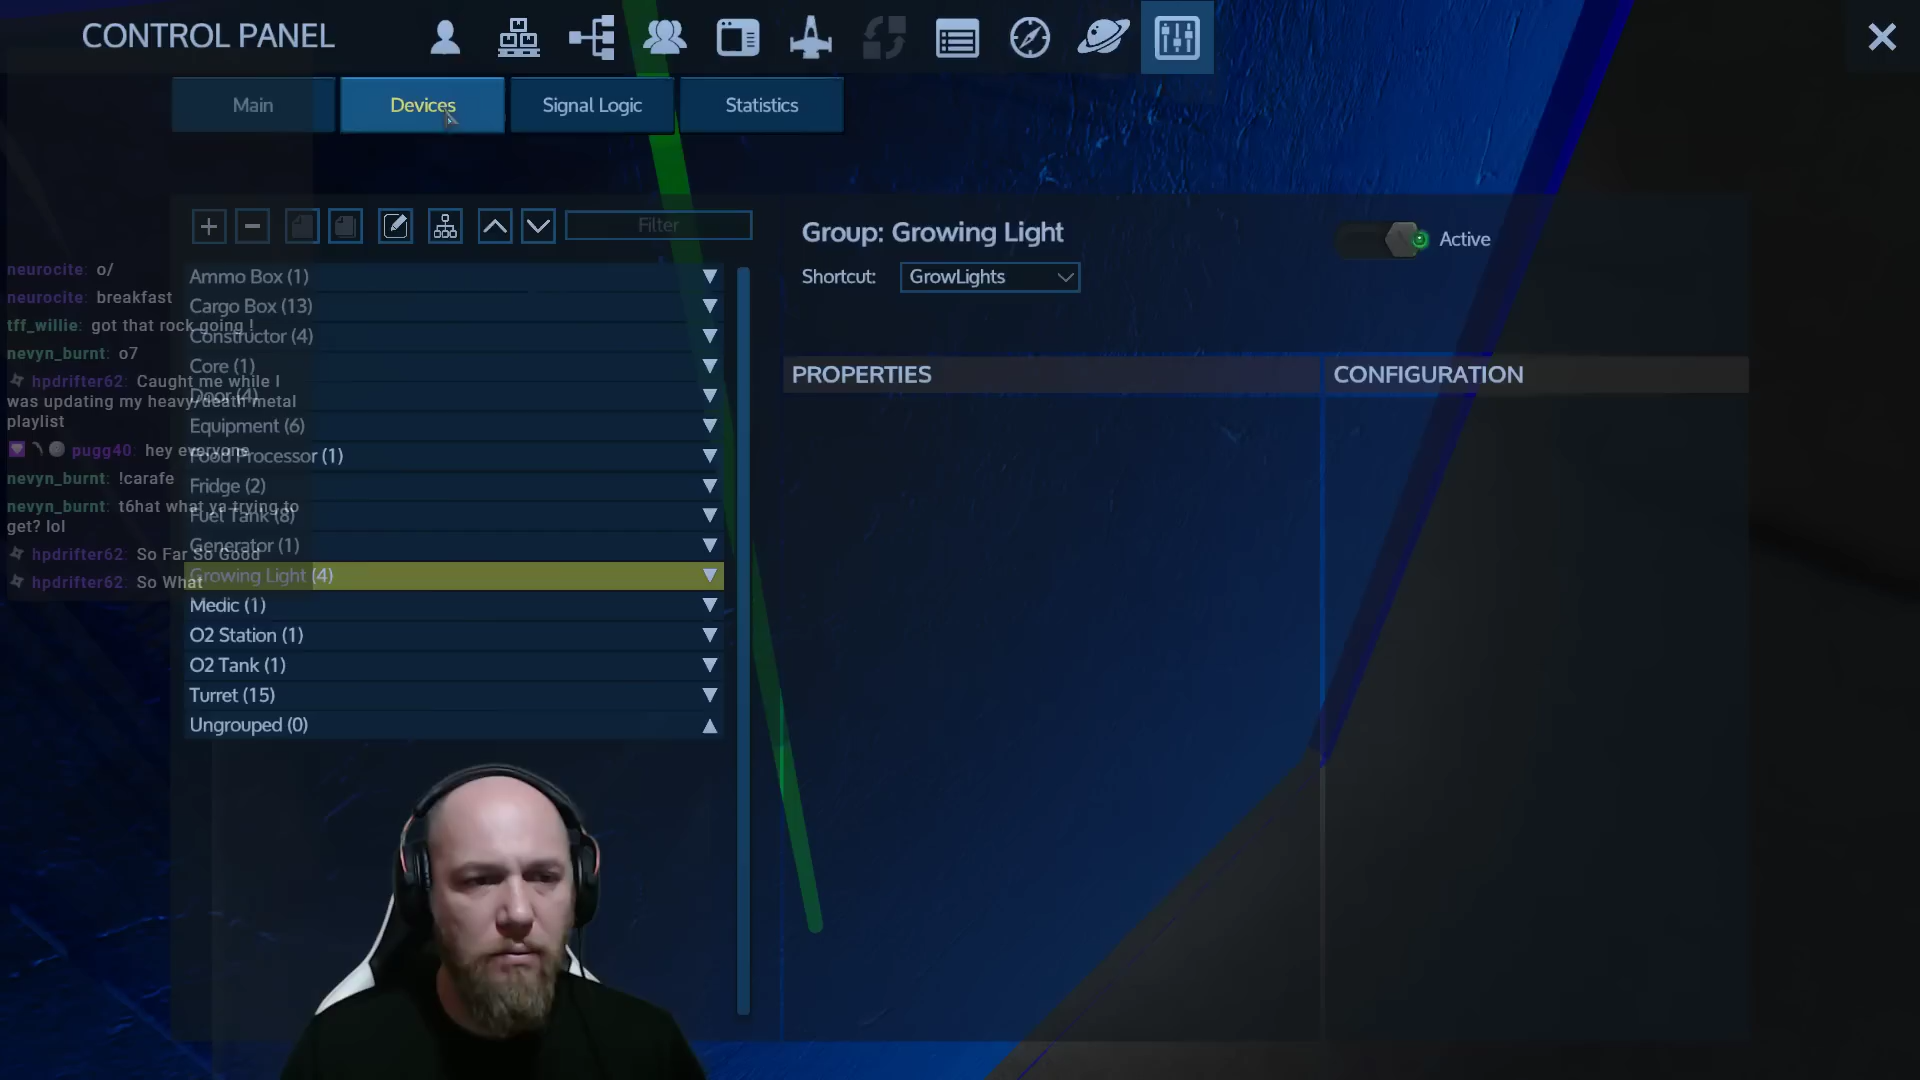 CONTROL PANEL
Main
Devices
Signal Logic
Statistics
Filter
Ammo Box (1)
Cargo Box (13)
Constructor (4)
Core (1)
Door (4)
Equipment (6)
Food Processor (1)
Fridge (2)
Fuel Tank (8)
Generator (1)
Growing Light (4)
Medic (1)
O2 Station (1)
O2 Tank (1)
Turret (15)
Ungrouped (0)
Group: Growing Light
Shortcut:
GrowLights
Active
PROPERTIES
CONFIGURATION
neurocite: o/
neurocite: breakfast
tff_willie: got that rock going !
nevyn_burnt: o7
hpdrifter62: Caught me while I
was updating my heavy/death metal
playlist
pugg40: hey everyone
nevyn_burnt: !carafe
nevyn_burnt: t6hat what ya trying to
get? lol
hpdrifter62: So Far So Good
hpdrifter62: So What